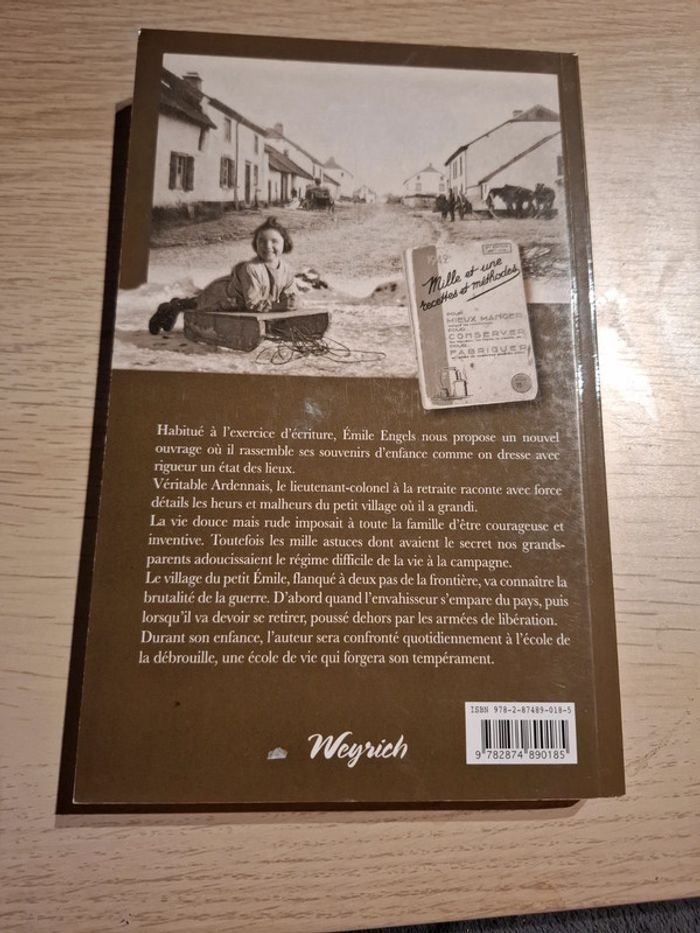 Mille et une
recettes et méthodes
POUR
MIEUX MANGER
POUR
CONSERVER
POUR
FABRIQUER
Habitué à l'exercice d'écriture, Émile Engels nous propose un nouvel
ouvrage où il rassemble ses souvenirs d'enfance comme on dresse avec
rigueur un état des lieux.
Véritable Ardennais, le lieutenant-colonel à la retraite raconte avec force
détails les heurs et malheurs du petit village où il a grandi.
La vie douce mais rude imposait à toute la famille d'être courageuse et
inventive. Toutefois les mille astuces dont avaient le secret nos grands-
parents adoucissaient le régime difficile de la vie à la campagne.
Le village du petit Émile, flanqué à deux pas de la frontière, va connaître la
brutalité de la guerre. D'abord quand l'envahisseur s'empare du pays, puis
lorsqu'il va devoir se retirer, poussé dehors par les armées de libération.
Durant son enfance, l'auteur sera confronté quotidiennement à l'école de
la débrouille, une école de vie qui forgera son tempérament.
ISBN 978-2-87489-018-5
9 782874 890185
Weyrich